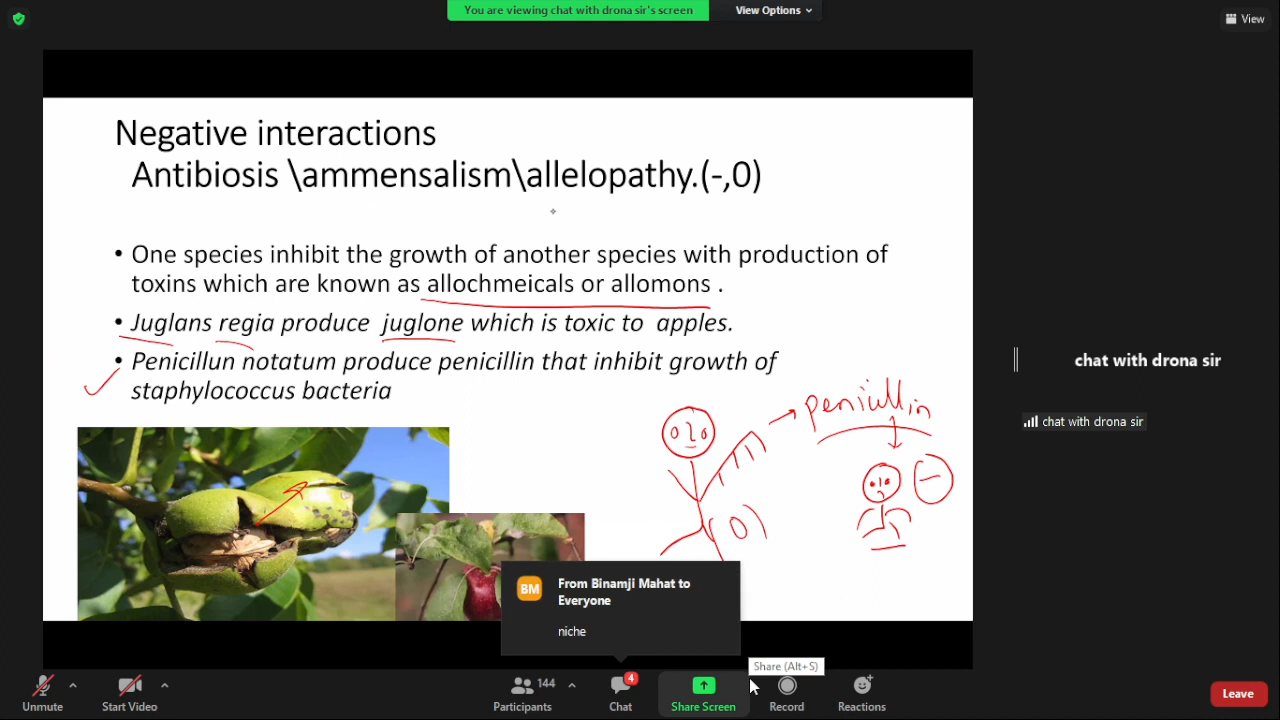 You are viewing chat with drona sir's screen
View Options
View
Negative interactions
Antibiosis \ammensalism\allelopathy.(-,0)
• One species inhibit the growth of another species with production of
toxins which are known as allochmeicals or allomons .
• Juglans regia produce juglone which is toxic to apples.
• Penicillun notatum produce penicillin that inhibit growth of
staphylococcus bacteria
penicillin
(0)
chat with drona sir
chat with drona sir
BM
From Binamji Mahat to
Everyone
niche
Share (Alt+S)
144
4
Unmute
Start Video
Participants
Chat
Share Screen
Record
Reactions
Leave